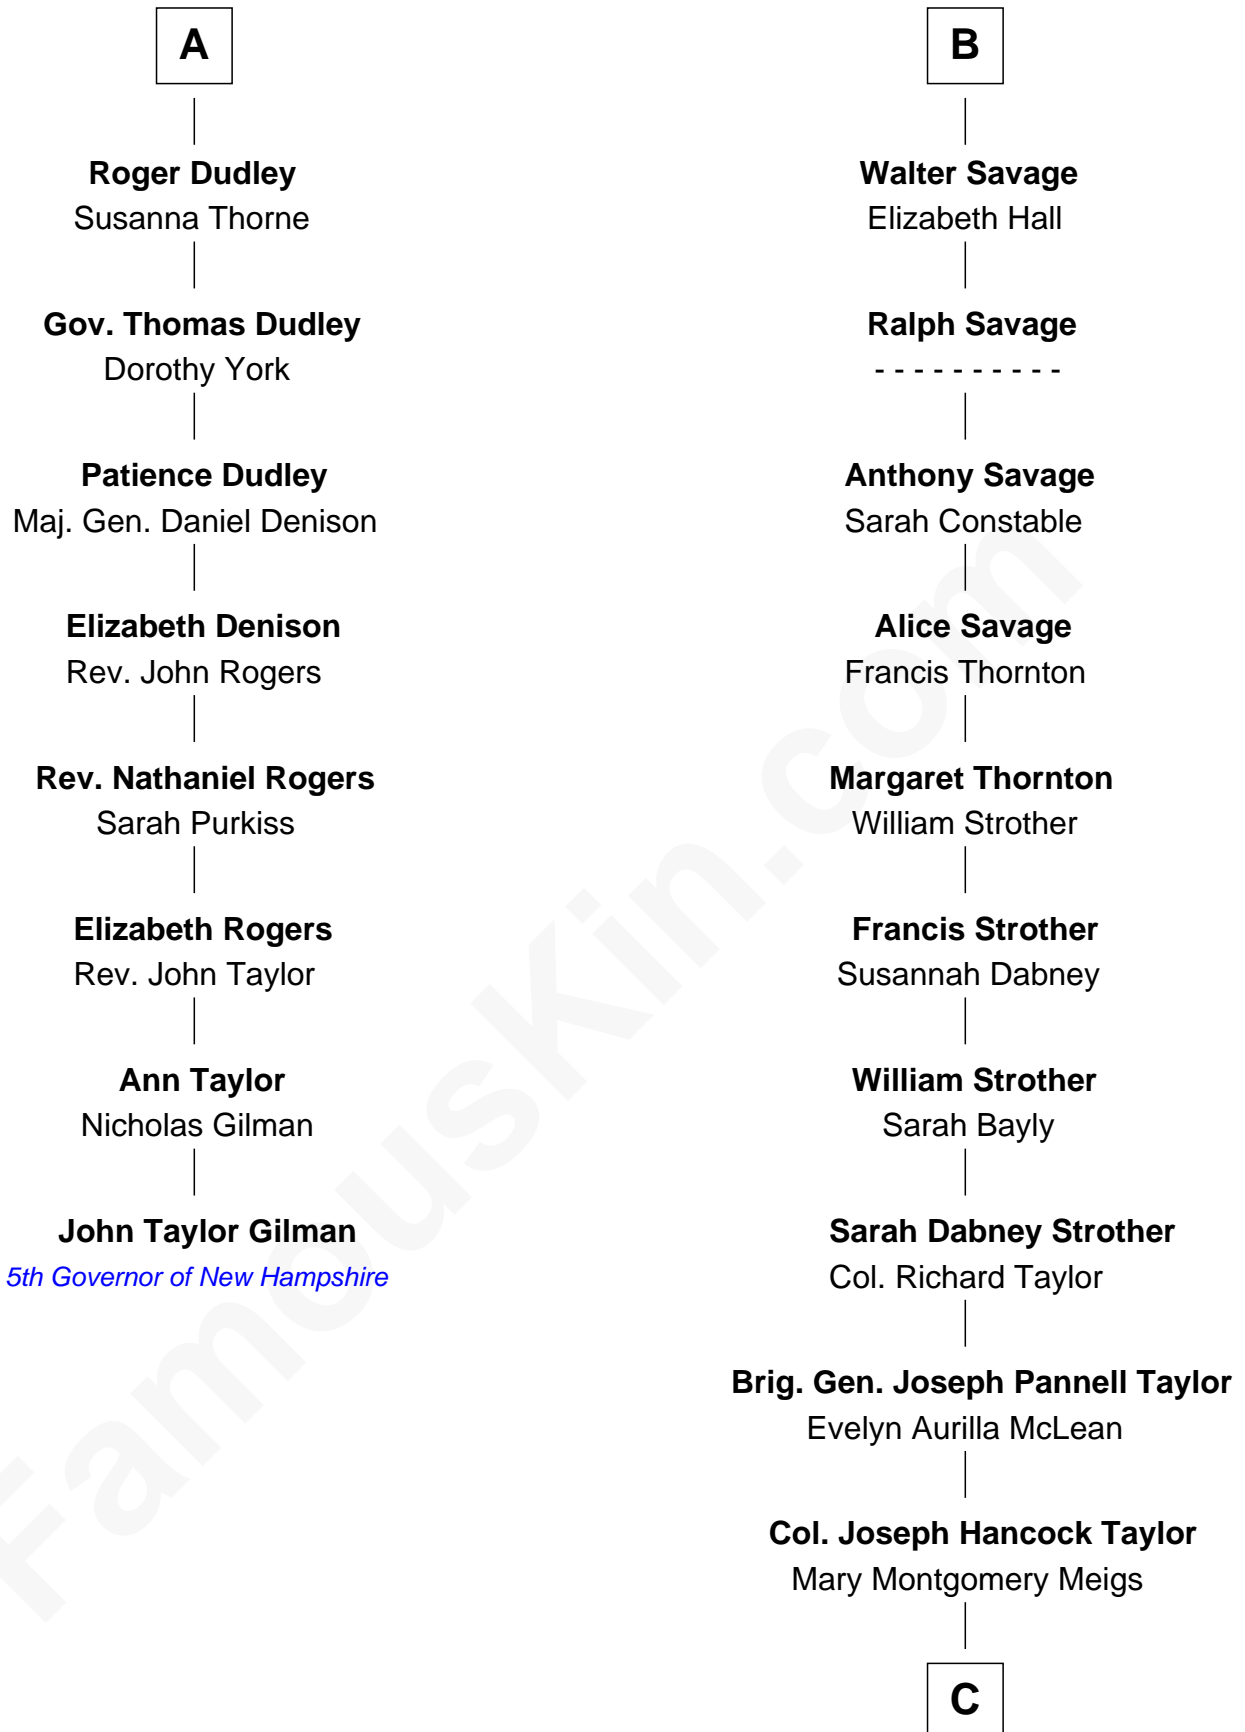 A
Roger Dudley
Susanna Thorne
Gov. Thomas Dudley
Dorothy York
Patience Dudley
Maj. Gen. Daniel Denison
Elizabeth Denison
Rev. John Rogers
Rev. Nathaniel Rogers
Sarah Purkiss
Elizabeth Rogers
Rev. John Taylor
Ann Taylor
Nicholas Gilman
John Taylor Gilman
5th Governor of New Hampshire
B
Walter Savage
Elizabeth Hall
Ralph Savage
- - - - - - - - - -
Anthony Savage
Sarah Constable
Alice Savage
Francis Thornton
Margaret Thornton
William Strother
Francis Strother
Susannah Dabney
William Strother
Sarah Bayly
Sarah Dabney Strother
Col. Richard Taylor
Brig. Gen. Joseph Pannell Taylor
Evelyn Aurilla McLean
Col. Joseph Hancock Taylor
Mary Montgomery Meigs
C
FamousKin.com